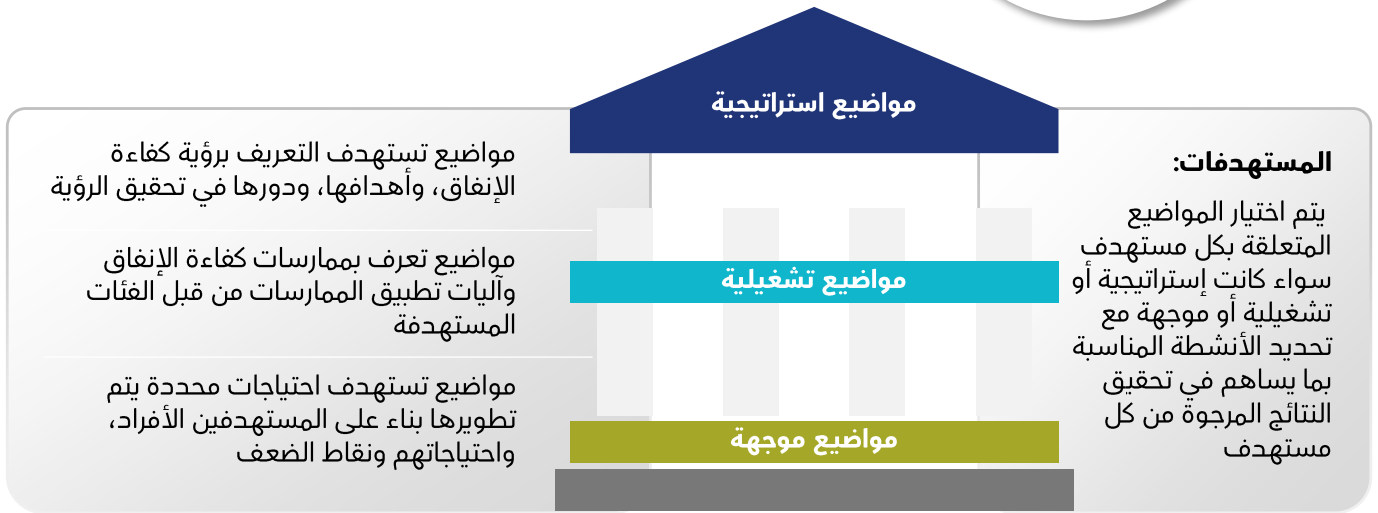 مواضيع استراتيجية
المستهدفات:
يتم اختيار المواضيع
المتعلقة بكل مستهدف
سواء كانت إستراتيجية أو
تشغيلية أو موجهة مع
تحديد الأنشطة المناسبة
بما يساهم في تحقيق
النتائج المرجوة من كل
مستهدف
مواضيع تستهدف التعريف برؤية كفاءة
الإنفاق، وأهدافها، ودورها في تحقيق الرؤية
مواضيع تشغيلية
مواضيع تعرف بممارسات كفاءة الإنفاق
وآليات تطبيق الممارسات من قبل الفئات
المستهدفة
مواضيع موجهة
مواضيع تستهدف احتياجات محددة يتم
تطويرها بناء على المستهدفين الأفراد،
واحتياجاتهم ونقاط الضعف